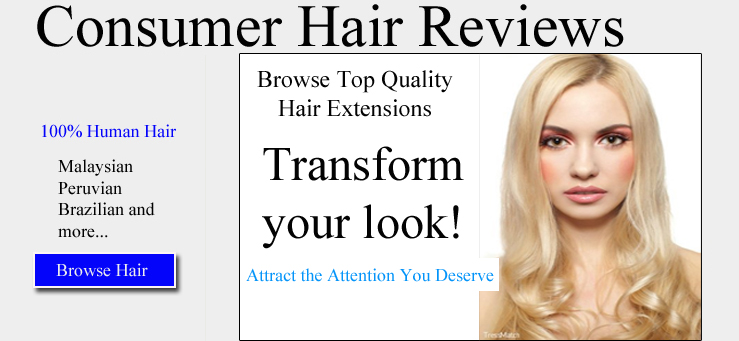 Consumer Hair Reviews
Browse Top Quality
Hair Extensions
100% Human Hair
Transform
your look!
Malaysian
Peruvian
Brazilian and
more...
Browse Hair
Attract the Attention You Deserve